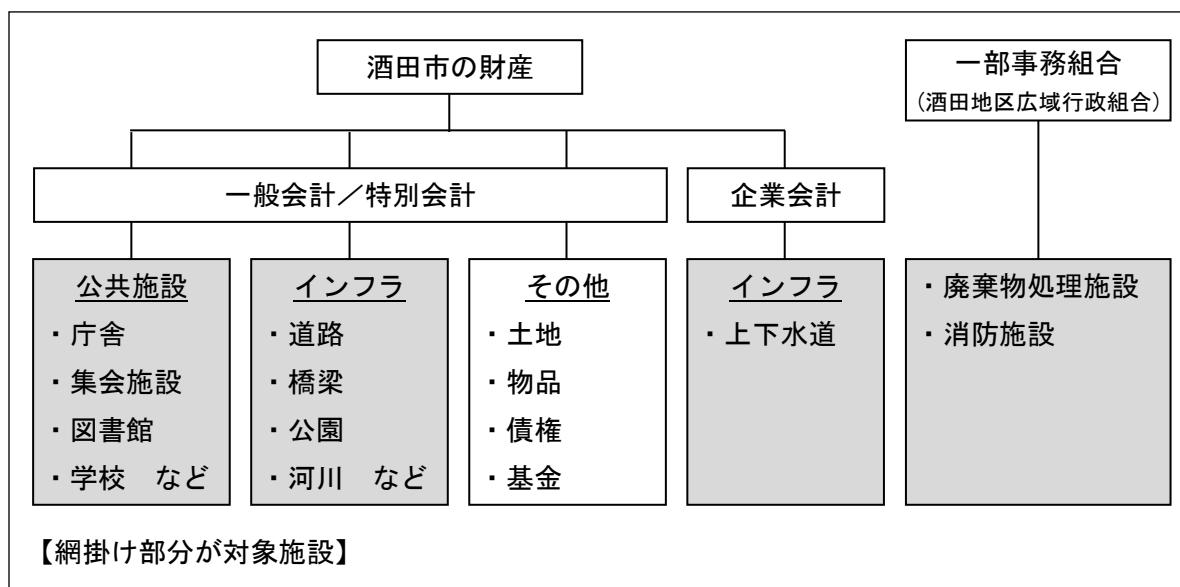 酒田市の財産
一部事務組合
（酒田地区広域行政組合）
一般会計／特別会計
企業会計
公共施設
・庁舎
・集会施設
・図書館
・学校　など
インフラ
・道路
・橋梁
・公園
・河川　など
その他
・土地
・物品
・債権
・基金
インフラ
・上下水道
・廃棄物処理施設
・消防施設
【網掛け部分が対象施設】